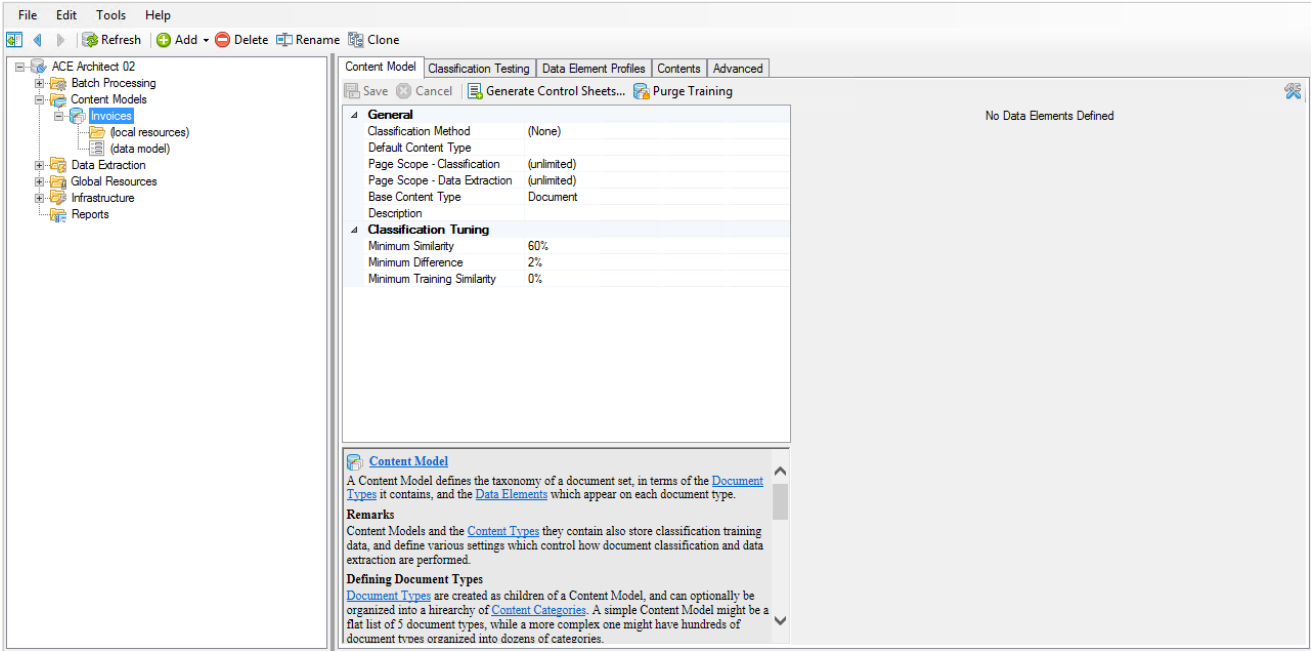 File Edit Tools Help
Refresh Add Delete Rename Clone
ACE Architect 02
Batch Processing
Content Models
Invoices
(local resources)
(data model)
Data Extraction
Global Resources
Infrastructure
Reports
Content Model Classification Testing Data Element Profiles Contents Advanced
Save Cancel Generate Control Sheets... Purge Training
General
Classification Method (None)
Default Content Type
Page Scope - Classification (unlimited)
Page Scope - Data Extraction (unlimited)
Base Content Type Document
Description
Classification Tuning
Minimum Similarity 60%
Minimum Difference 2%
Minimum Training Similarity 0%
Content Model
A Content Model defines the taxonomy of a document set, in terms of the Document
Types it contains, and the Data Elements which appear on each document type.
Remarks
Content Models and the Content Types they contain also store classification training
data, and define various settings which control how document classification and data
extraction are performed.
Defining Document Types
Document Types are created as children of a Content Model, and can optionally be
organized into a hirearchy of Content Categories. A simple Content Model might be a
flat list of 5 document types, while a more complex one might have hundreds of
document types organized into dozens of categories.
No Data Elements Defined